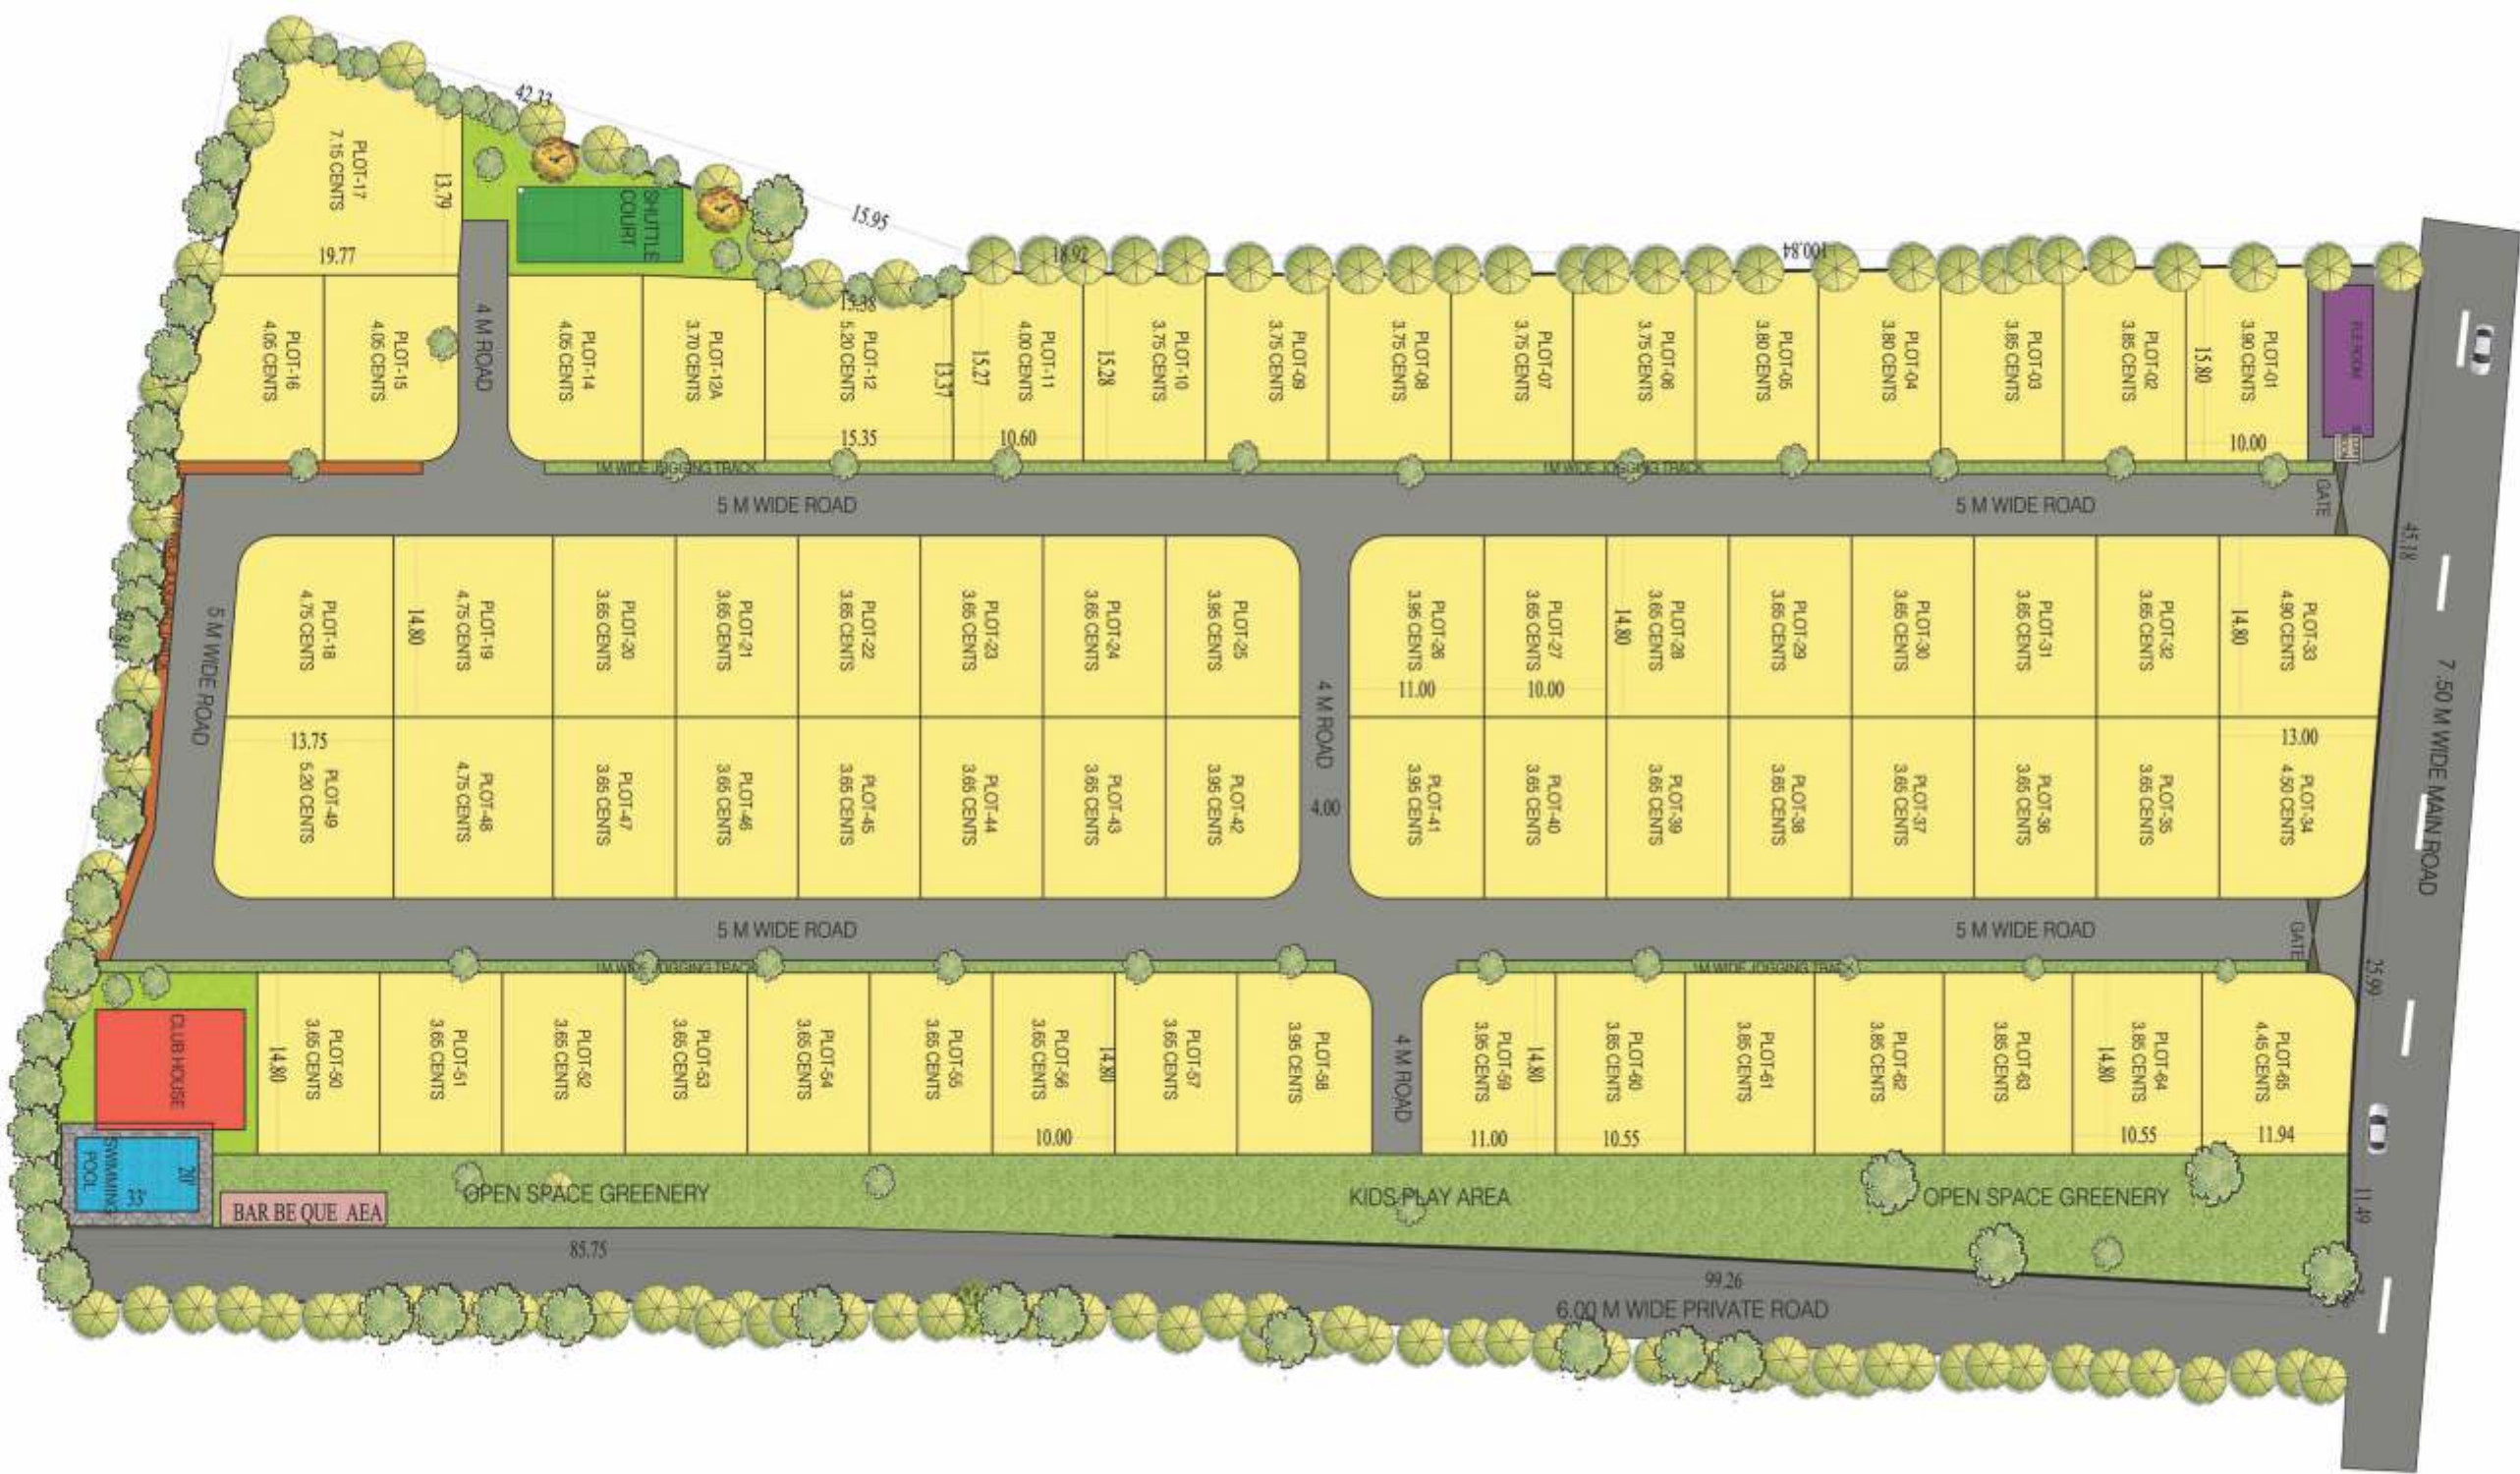 42.33
15.95
18.92
100.84
PLOT-17
7.15 CENTS
13.79
19.77
SHUTTLE
COURT
PLOT-16
4.05 CENTS
PLOT-15
4.05 CENTS
4 M ROAD
PLOT-14
4.05 CENTS
PLOT-12A
3.70 CENTS
15.38
PLOT-12
5.20 CENTS
13.37
15.35
15.27
PLOT-11
4.00 CENTS
10.60
15.28
PLOT-10
3.75 CENTS
PLOT-09
3.75 CENTS
PLOT-08
3.75 CENTS
PLOT-07
3.75 CENTS
PLOT-06
3.75 CENTS
PLOT-05
3.80 CENTS
PLOT-04
3.80 CENTS
PLOT-03
3.85 CENTS
PLOT-02
3.85 CENTS
15.80
PLOT-01
3.90 CENTS
10.00
1M WIDE JOGGING TRACK
1M WIDE JOGGING TRACK
5 M WIDE ROAD
5 M WIDE ROAD
GATE
45.18
5 M WIDE ROAD
PLOT-18
4.75 CENTS
14.80
PLOT-19
4.75 CENTS
PLOT-20
3.65 CENTS
PLOT-21
3.65 CENTS
PLOT-22
3.65 CENTS
PLOT-23
3.65 CENTS
PLOT-24
3.65 CENTS
PLOT-25
3.95 CENTS
4 M ROAD
4.00
PLOT-26
3.95 CENTS
11.00
PLOT-27
3.65 CENTS
10.00
14.80
PLOT-28
3.65 CENTS
PLOT-29
3.65 CENTS
PLOT-30
3.65 CENTS
PLOT-31
3.65 CENTS
PLOT-32
3.65 CENTS
14.80
PLOT-33
4.90 CENTS
7.50 M WIDE MAIN ROAD
13.75
PLOT-49
5.20 CENTS
PLOT-48
4.75 CENTS
PLOT-47
3.65 CENTS
PLOT-46
3.65 CENTS
PLOT-45
3.65 CENTS
PLOT-44
3.65 CENTS
PLOT-43
3.65 CENTS
PLOT-42
3.95 CENTS
PLOT-41
3.95 CENTS
PLOT-40
3.65 CENTS
PLOT-39
3.65 CENTS
PLOT-38
3.65 CENTS
PLOT-37
3.65 CENTS
PLOT-36
3.65 CENTS
PLOT-35
3.65 CENTS
13.00
PLOT-34
4.50 CENTS
5 M WIDE ROAD
5 M WIDE ROAD
GATE
25.99
1M WIDE JOGGING TRACK
1M WIDE JOGGING TRACK
CLUB HOUSE
14.80
PLOT-50
3.65 CENTS
PLOT-51
3.65 CENTS
PLOT-52
3.65 CENTS
PLOT-53
3.65 CENTS
PLOT-54
3.65 CENTS
PLOT-55
3.65 CENTS
PLOT-56
3.65 CENTS
14.80
10.00
PLOT-57
3.65 CENTS
PLOT-58
3.95 CENTS
4 M ROAD
PLOT-59
3.95 CENTS
11.00
14.80
PLOT-60
3.85 CENTS
10.55
PLOT-61
3.85 CENTS
PLOT-62
3.85 CENTS
PLOT-63
3.85 CENTS
14.80
PLOT-64
3.85 CENTS
10.55
PLOT-65
4.45 CENTS
11.94
SWIMMING
POOL
20'
33'
BAR BE QUE AEA
OPEN SPACE GREENERY
KIDS PLAY AREA
OPEN SPACE GREENERY
11.49
85.75
99.26
6.00 M WIDE PRIVATE ROAD